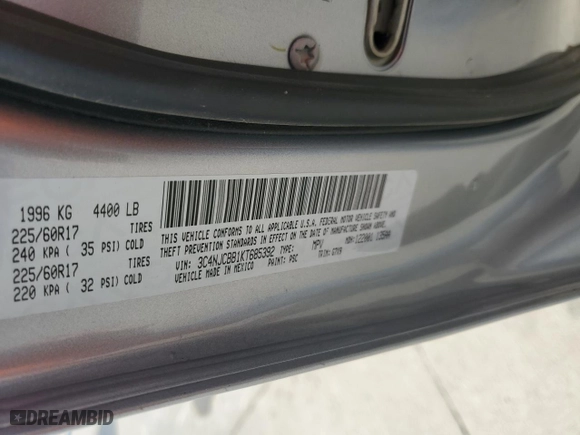 1996 KG 4400 LB
225/60R17 TIRES
240 KPA ( 35 PSI) COLD
225/60R17 TIRES
220 KPA ( 32 PSI) COLD
THIS VEHICLE CONFORMS TO ALL APPLICABLE U.S.A. FEDERAL MOTOR VEHICLE SAFETY AND
THEFT PREVENTION STANDARDS IN EFFECT ON THE DATE OF MANUFACTURE SHOWN ABOVE.
VIN: 3C4NJCBB1KT685392 TYPE: MPV
VEHICLE MADE IN MEXICO PAINT: PSC TRIM:
MDH:
DREAMBID